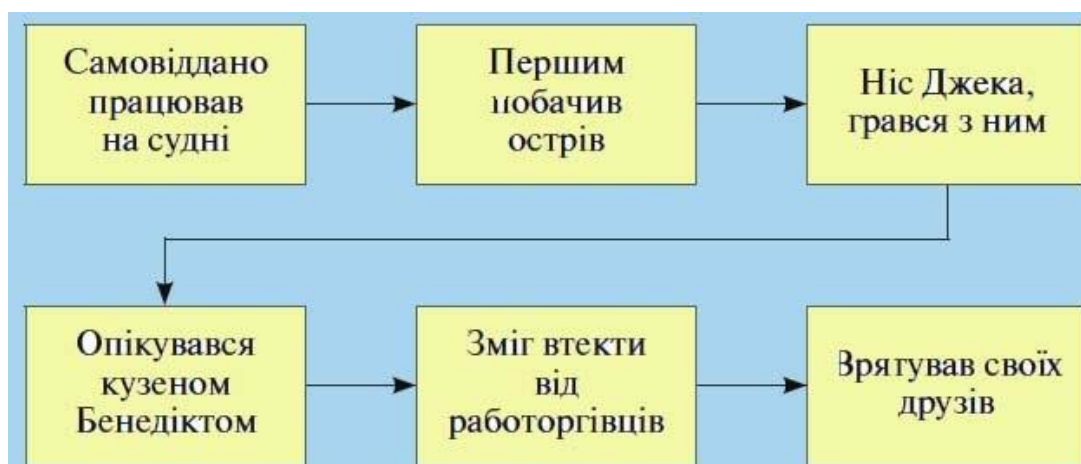 Самовіддано
працював
на судні
Першим
побачив
острів
Ніс Джека,
грався з ним
Опікувався
кузеном
Бенедіктом
Зміг втекти
від
работоргівців
Врятував своїх
друзів